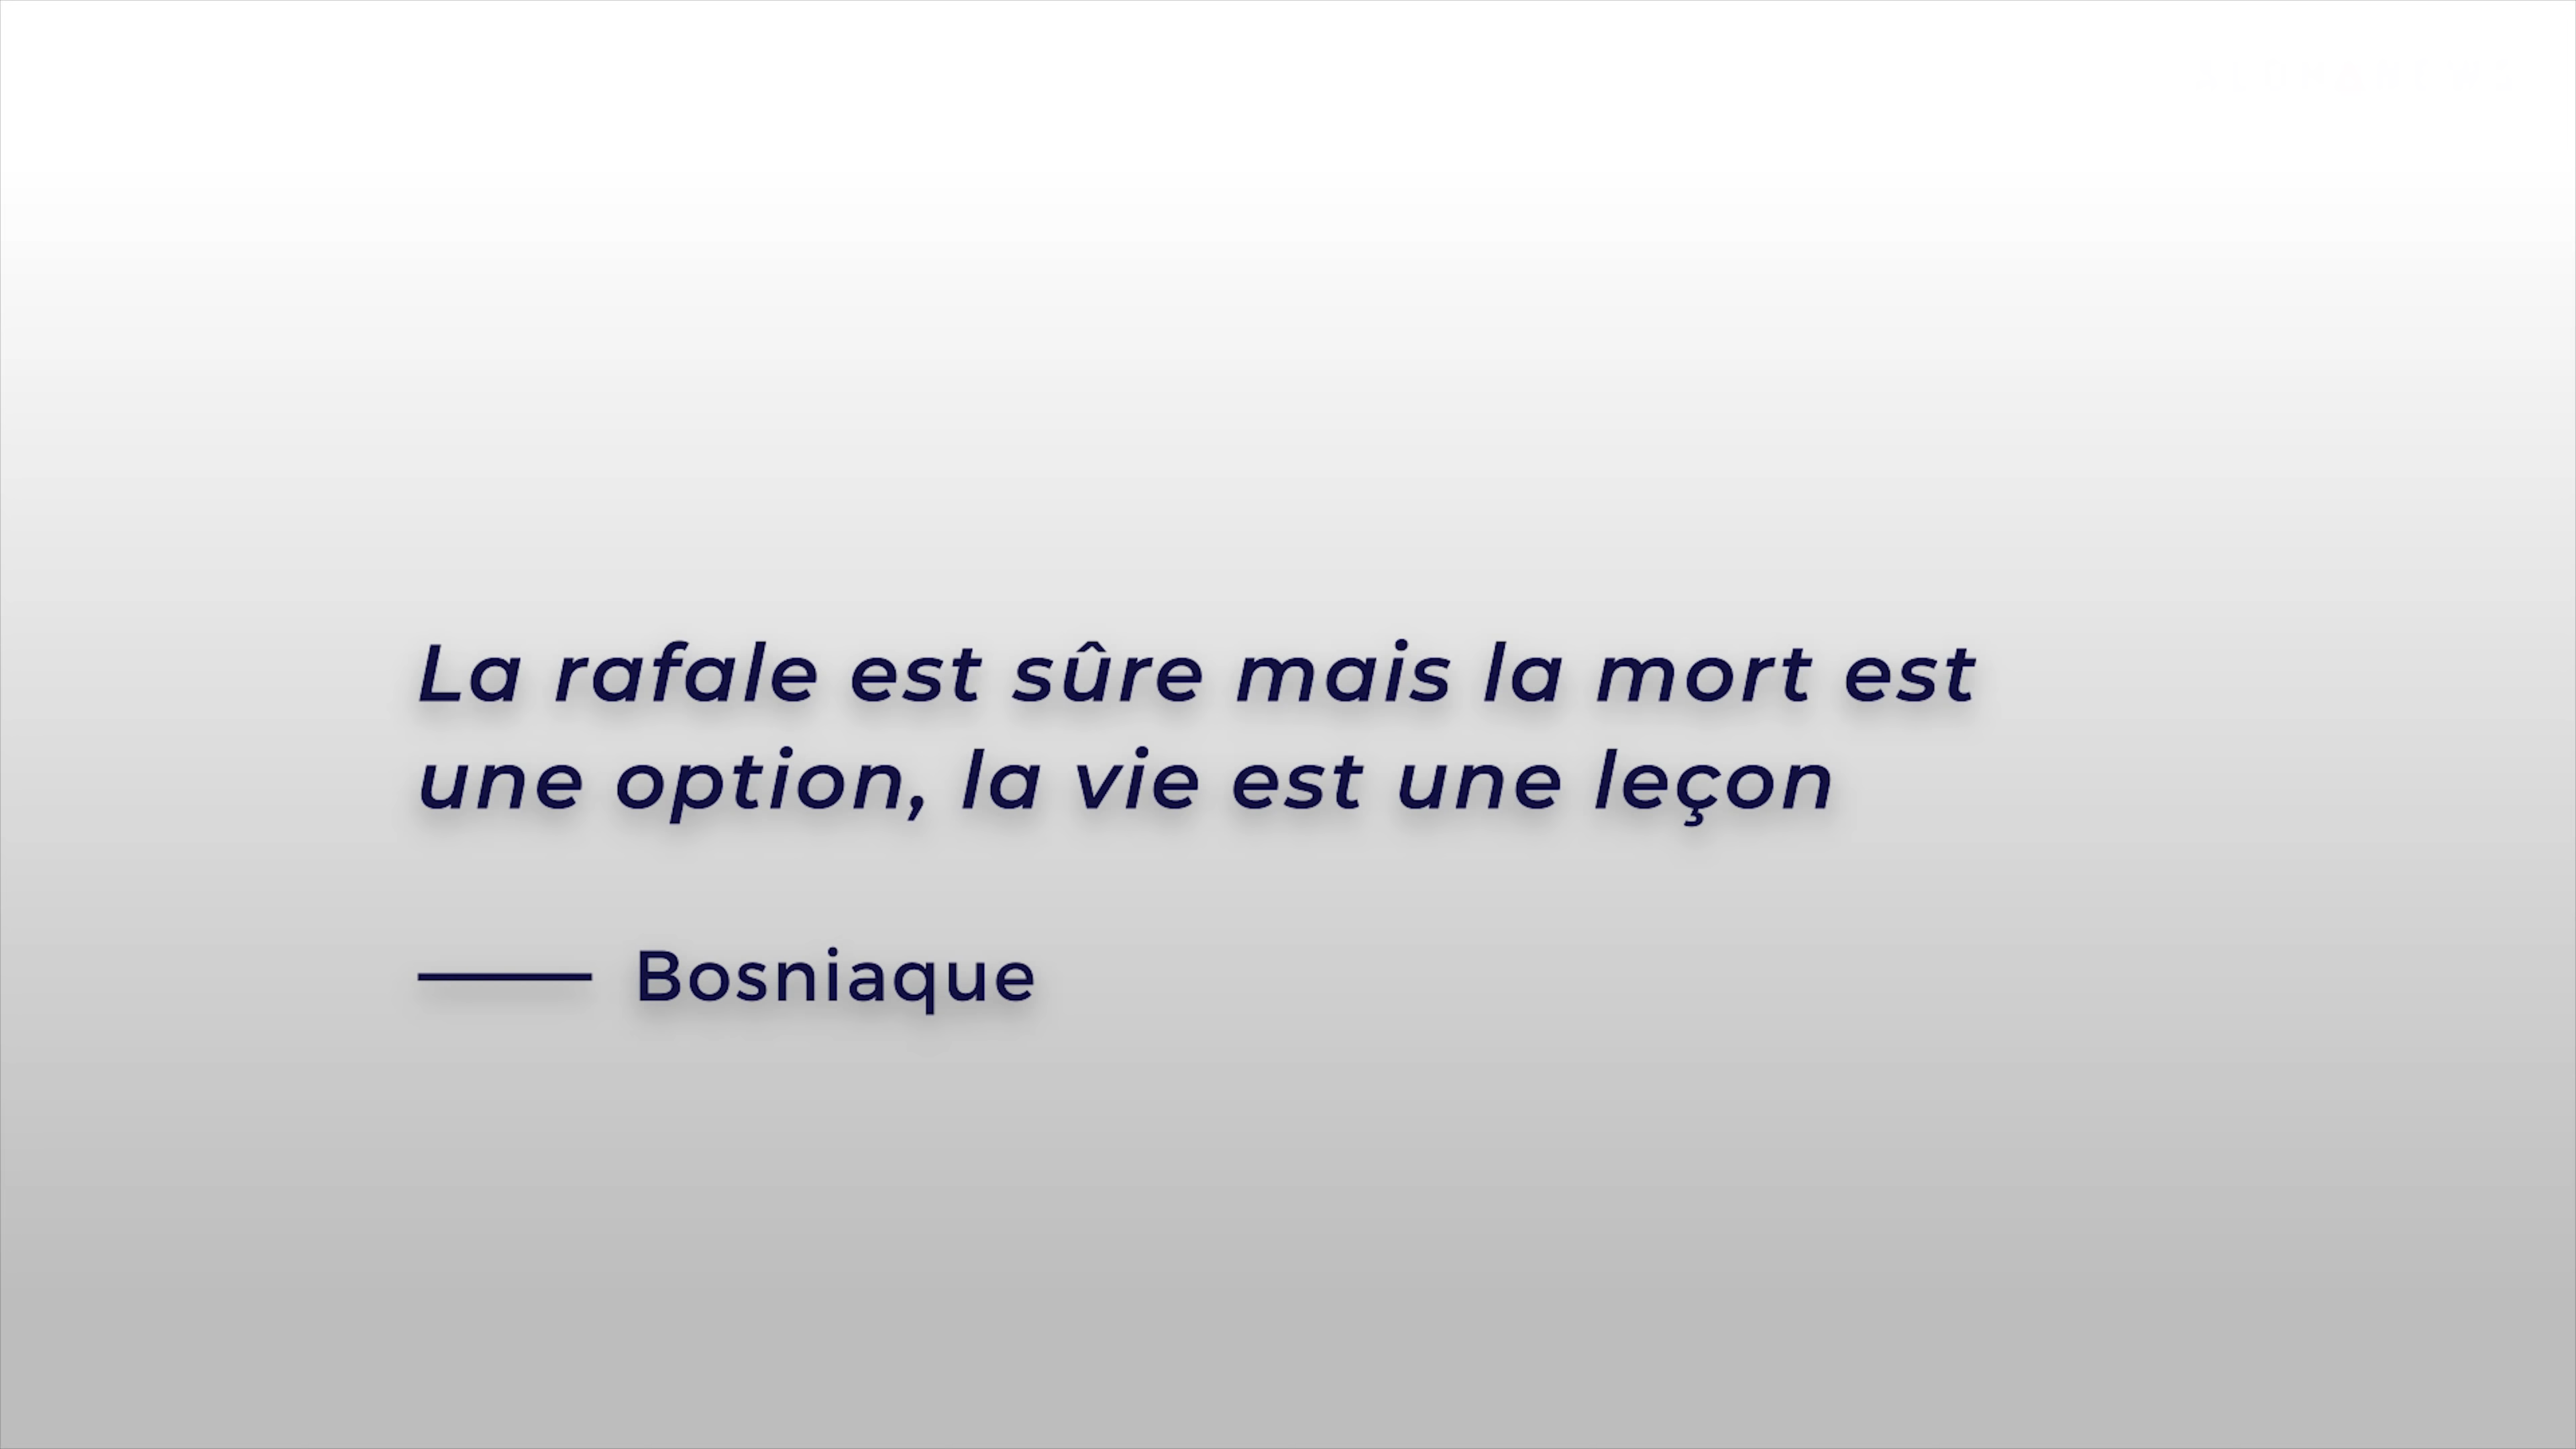 La rafale est sûre mais la mort est
une option, la vie est une leçon
Bosniaque